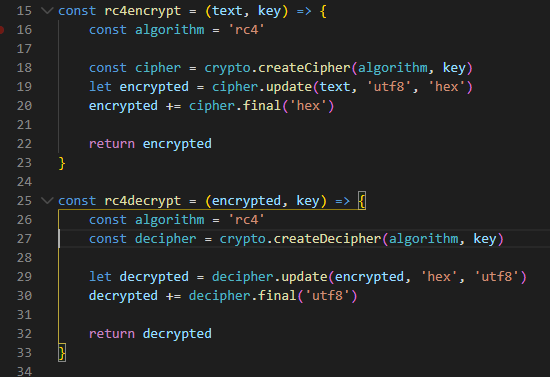 15 const rc4encrypt = (text, key) => {
16 const algorithm = 'rc4'
17
18 const cipher = crypto.createCipher(algorithm, key)
19 let encrypted = cipher.update(text, 'utf8', 'hex')
20 encrypted += cipher.final('hex')
21
22 return encrypted
23 }
24
25 const rc4decrypt = (encrypted, key) => {
26 const algorithm = 'rc4'
27 const decipher = crypto.createDecipher(algorithm, key)
28
29 let decrypted = decipher.update(encrypted, 'hex', 'utf8')
30 decrypted += decipher.final('utf8')
31
32 return decrypted
33 }
34